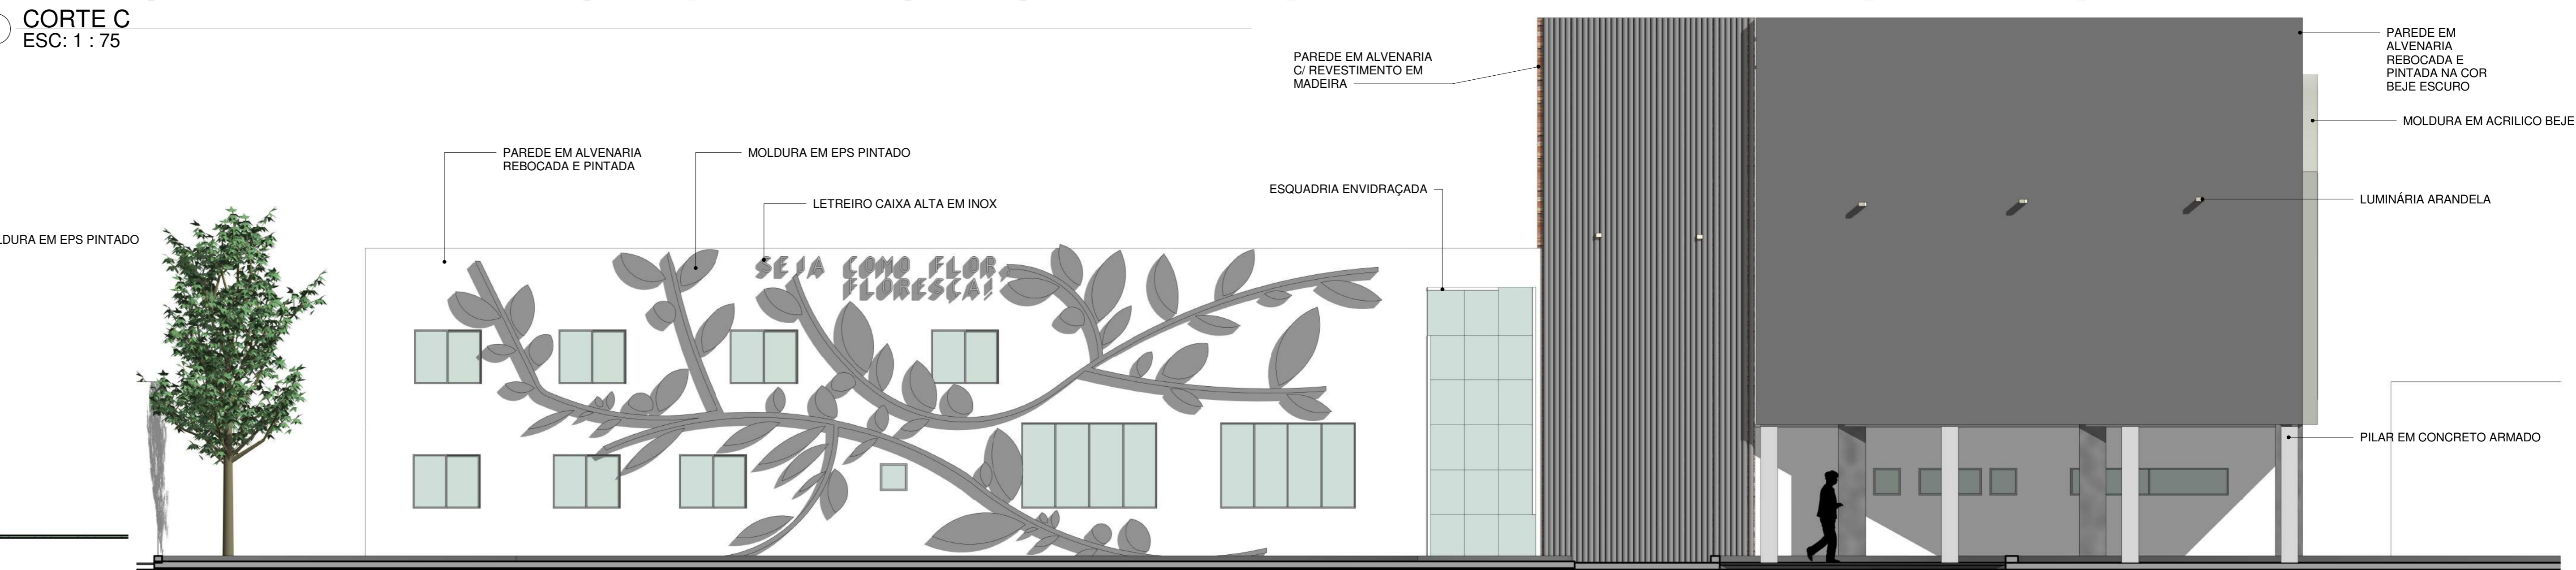 CORTE C
ESC: 1 : 75
PAREDE EM ALVENARIA
C/ REVESTIMENTO EM
MADEIRA
PAREDE EM
ALVENARIA
REBOCADA E
PINTADA NA COR
BEJE ESCURO
MOLDURA EM ACRILICO BEJE
PAREDE EM ALVENARIA
REBOCADA E PINTADA
MOLDURA EM EPS PINTADO
ESQUADRIA ENVIDRAÇADA
LETREIRO CAIXA ALTA EM INOX
LUMINÁRIA ARANDELA
LDURA EM EPS PINTADO
SEJA COMO FLOR,
FLORESÇA!
PILAR EM CONCRETO ARMADO